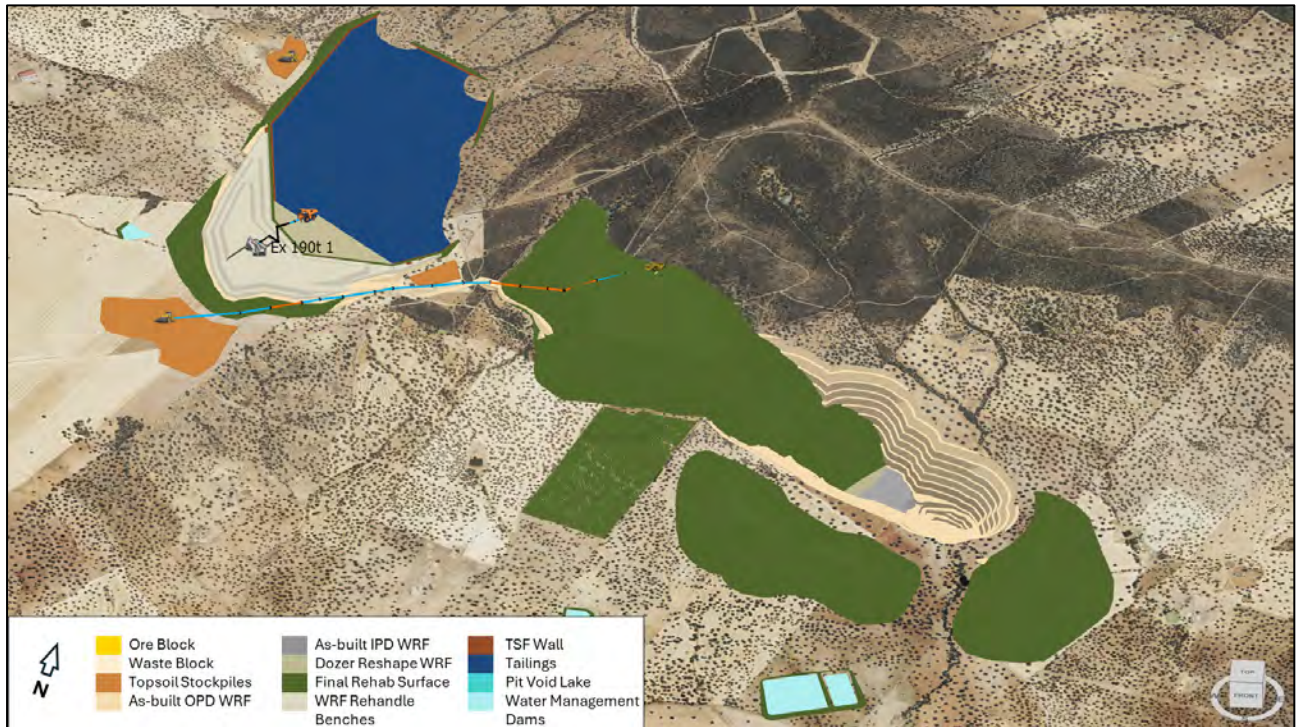 Ex 190t 1
N
Ore Block
Waste Block
Topsoil Stockpiles
As-built OPD WRF
As-built IPD WRF
Dozer Reshape WRF
Final Rehab Surface
WRF Rehandle
Benches
TSF Wall
Tailings
Pit Void Lake
Water Management
Dams
FRONT